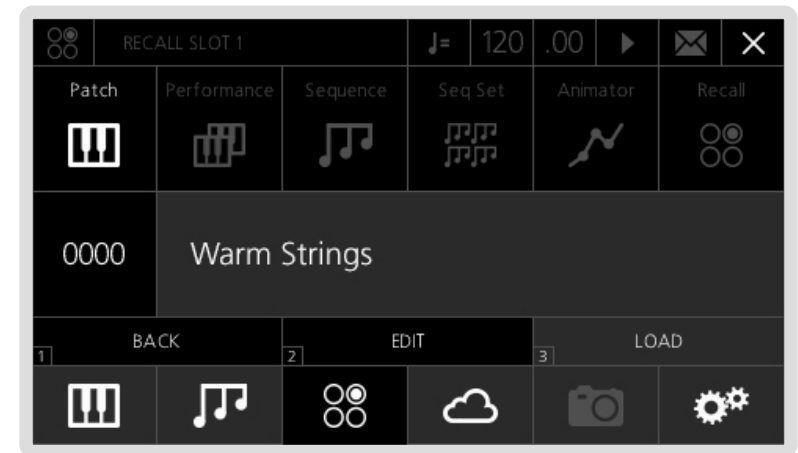 RECALL SLOT 1 ♩= 120 .00
Patch Performance Sequence Seq Set Animator Recall
0000 Warm Strings
BACK EDIT LOAD
1 2 3